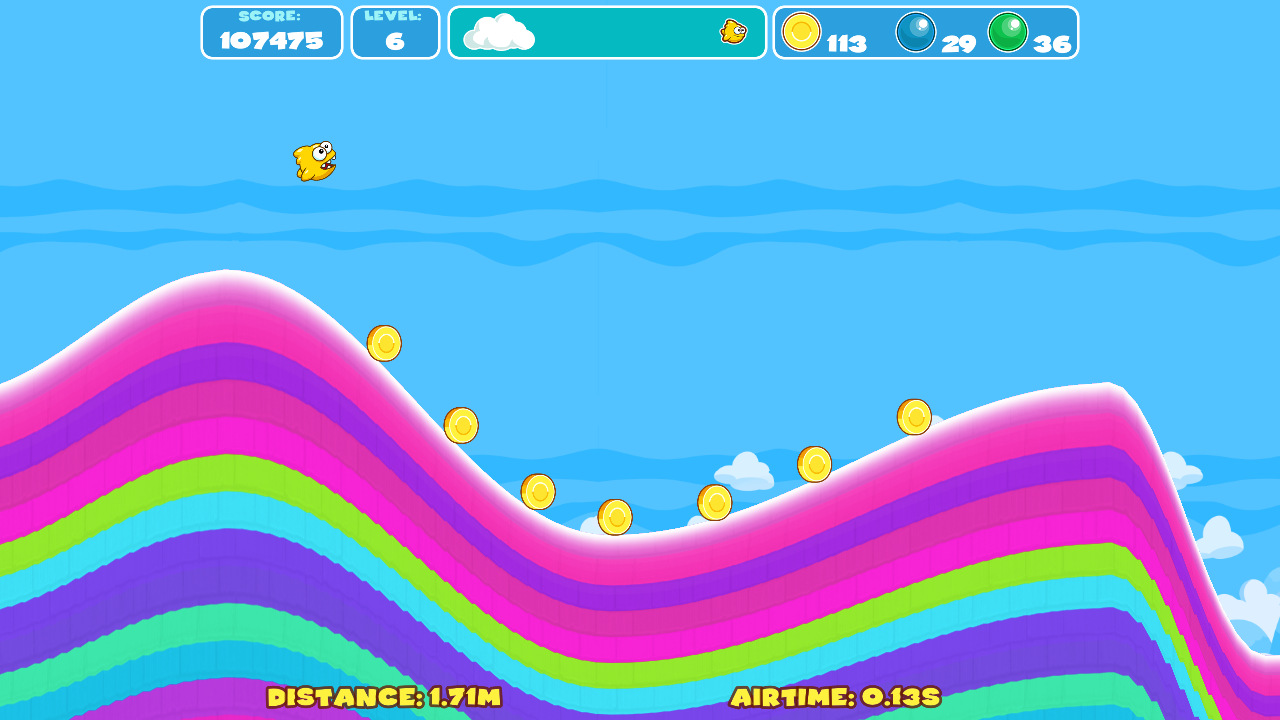 SCORE:
107475
LEVEL:
6
113
29
36
DISTANCE: 1.71M
AIRTIME: 0.13S